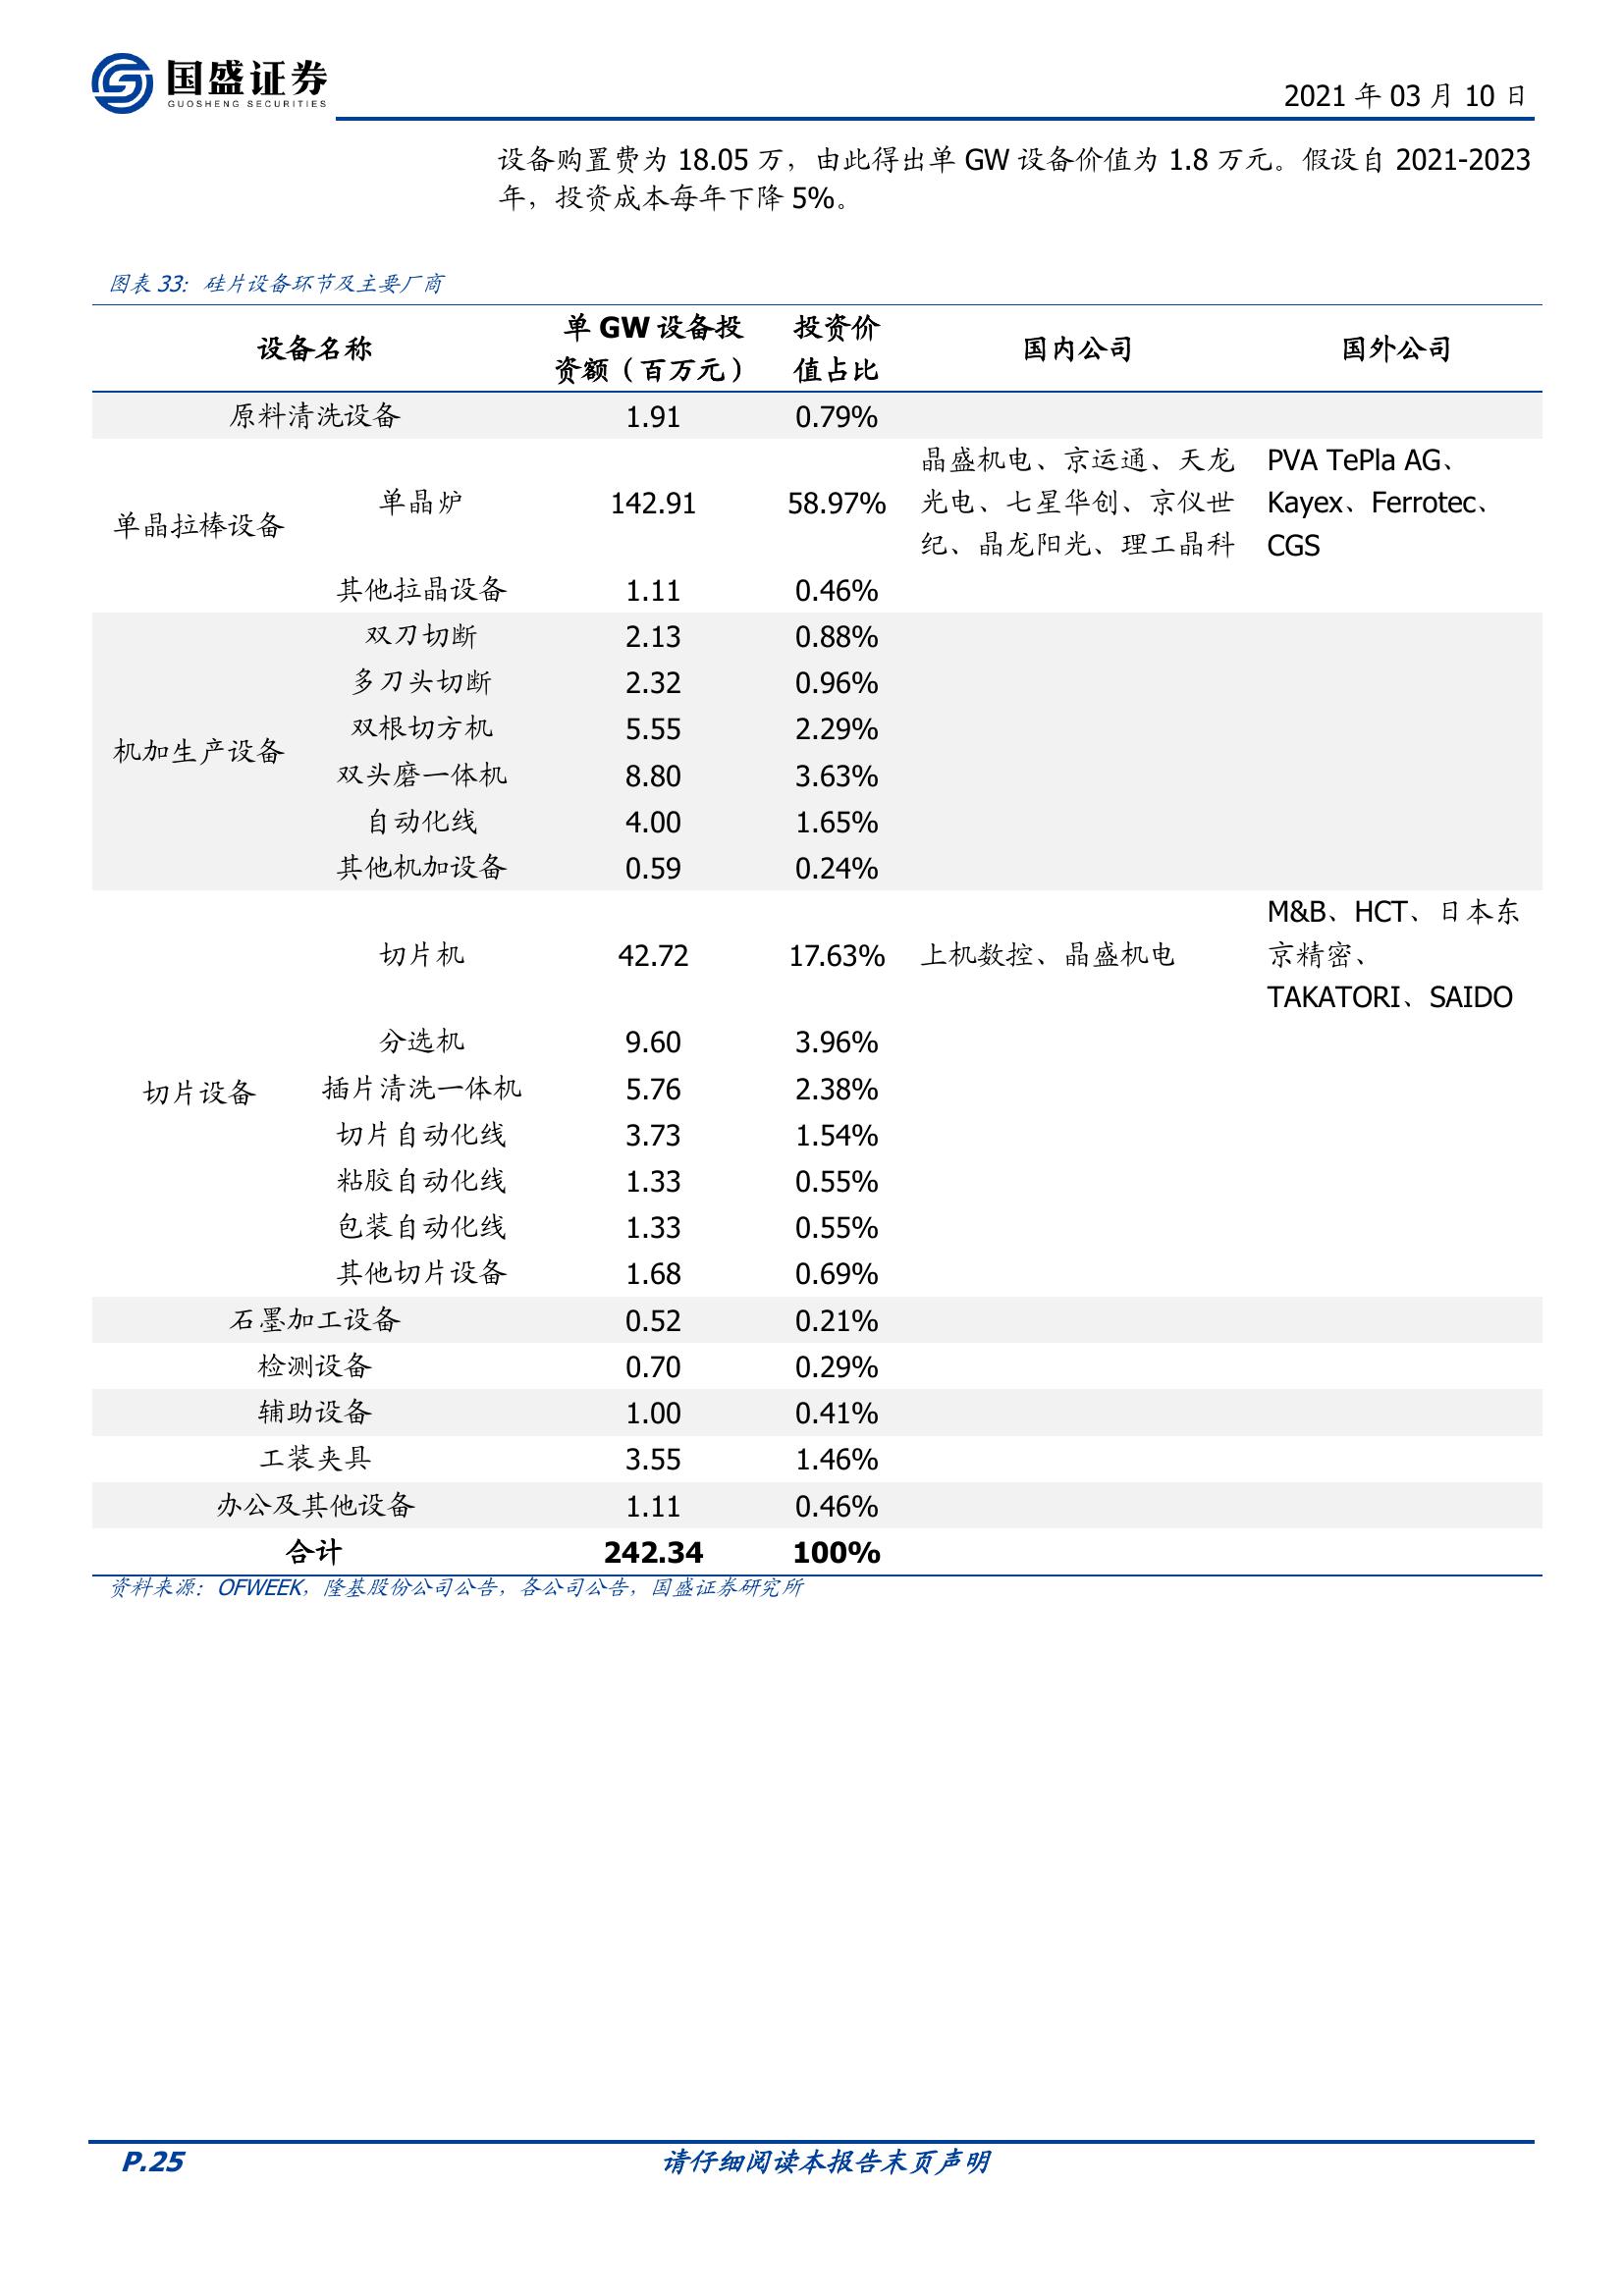 国盛证券
GUOSHENG SECURITIES
2021 年 03 月 10 日
设备购置费为 18.05 万，由此得出单 GW 设备价值为 1.8 万元。假设自 2021-2023
年，投资成本每年下降 5%。
图表 33：硅片设备环节及主要厂商
设备名称 单 GW 设备投资额（百万元） 投资价值占比 国内公司 国外公司
原料清洗设备 1.91 0.79%
单晶拉棒设备
单晶炉 142.91 58.97%
晶盛机电、京运通、天龙
光电、七星华创、京仪世
纪、晶龙阳光、理工晶科
PVA TePla AG、
Kayex、Ferrotec、
CGS
其他拉晶设备 1.11 0.46%
机加生产设备
双刀切断 2.13 0.88%
多刀头切断 2.32 0.96%
双根切方机 5.55 2.29%
双头磨一体机 8.80 3.63%
自动化线 4.00 1.65%
其他机加设备 0.59 0.24%
切片设备
切片机 42.72 17.63% 上机数控、晶盛机电
M&B、HCT、日本东
京精密、
TAKATORI、SAIDO
分选机 9.60 3.96%
插片清洗一体机 5.76 2.38%
切片自动化线 3.73 1.54%
粘胶自动化线 1.33 0.55%
包装自动化线 1.33 0.55%
其他切片设备 1.68 0.69%
石墨加工设备 0.52 0.21%
检测设备 0.70 0.29%
辅助设备 1.00 0.41%
工装夹具 3.55 1.46%
办公及其他设备 1.11 0.46%
合计 242.34 100%
资料来源：OFWEEK，隆基股份公司公告，各公司公告，国盛证券研究所
P.25 请仔细阅读本报告末页声明